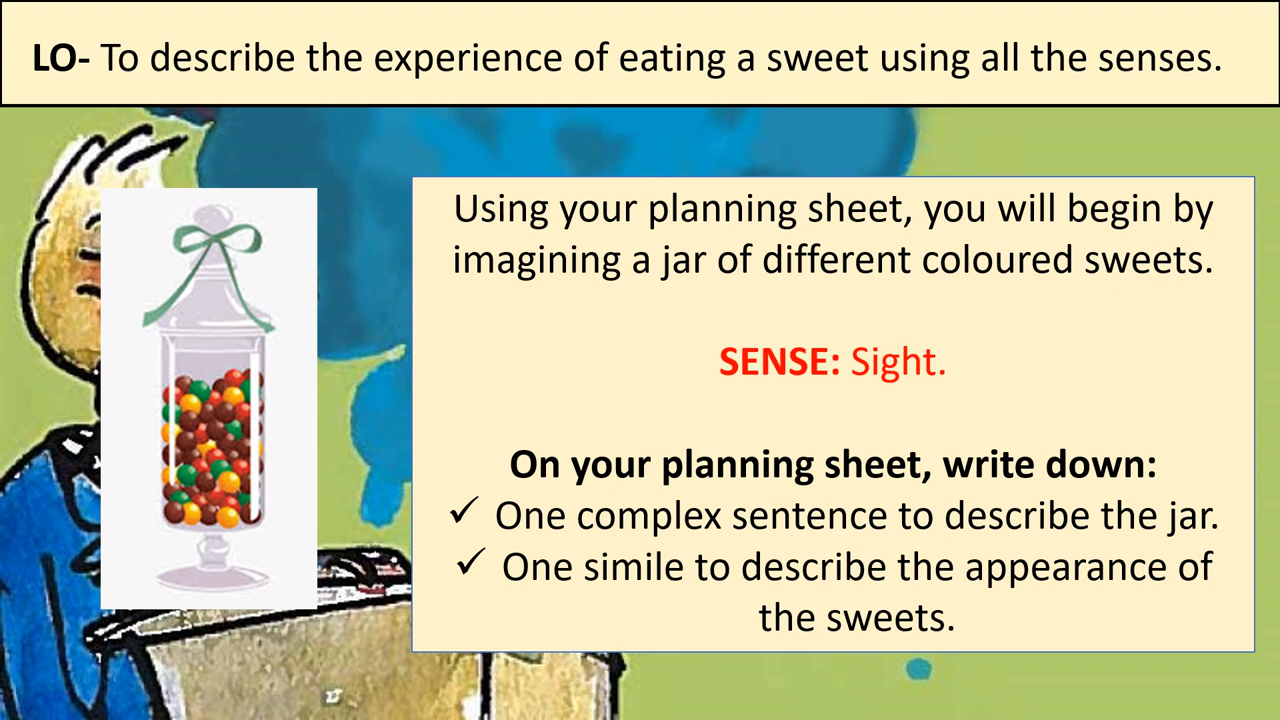 LO- To describe the experience of eating a sweet using all the senses.
Using your planning sheet, you will begin by
imagining a jar of different coloured sweets.
SENSE: Sight.
On your planning sheet, write down:
✓ One complex sentence to describe the jar.
✓ One simile to describe the appearance of
the sweets.